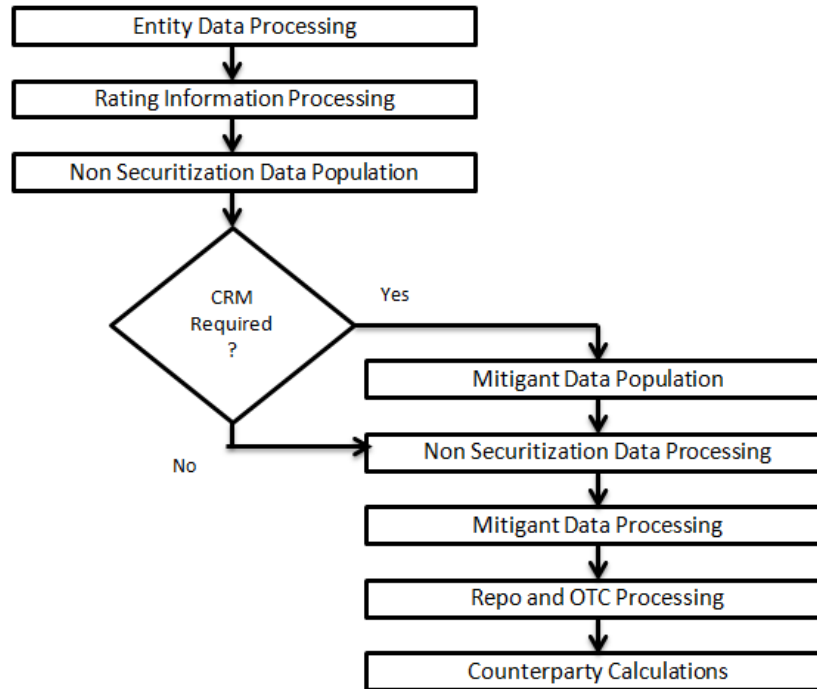 Entity Data Processing
Rating Information Processing
Non Securitization Data Population
CRM
Required
?
Yes
No
Mitigant Data Population
Non Securitization Data Processing
Mitigant Data Processing
Repo and OTC Processing
Counterparty Calculations